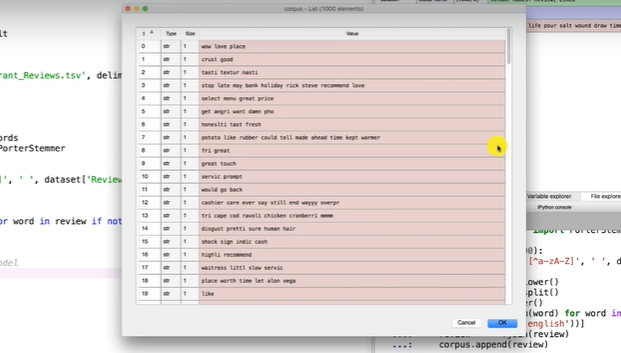 corpus - List (1000 elements)
Type Size Value
0 str 1 wow love place
1 str 1 crust good
2 str 1 tasti textur nasti
3 str 1 stop late may bank holiday rick steve recommend love
4 str 1 select menu great price
5 str 1 get angri want damn pho
6 str 1 honeslti tast fresh
7 str 1 potato like rubber could tell made ahead time kept warmer
8 str 1 fri great
9 str 1 great touch
10 str 1 servic prompt
11 str 1 would go back
12 str 1 cashier care ever say still end wayyy overpr
13 str 1 tri cape cod ravoli chicken cranberri mmmm
14 str 1 disgust pretti sure human hair
15 str 1 shock sign indic cash
16 str 1 highli recommend
17 str 1 waitress littl slow servic
18 str 1 place worth time let alon vega
19 str 1 like
Cancel OK
lt
rant_Reviews.tsv', delim
ords
PorterStemmer
]', ' ', dataset['Review
or word in review if not
odel
life pour salt wound draw time
Variable explorer File explore
IPython console
import PorterStemm
00):
[^a-zA-Z]', ' ', d
ower()
split()
er()
(word) for word in
english'))]
...: review
(review)
...: corpus.append(review)